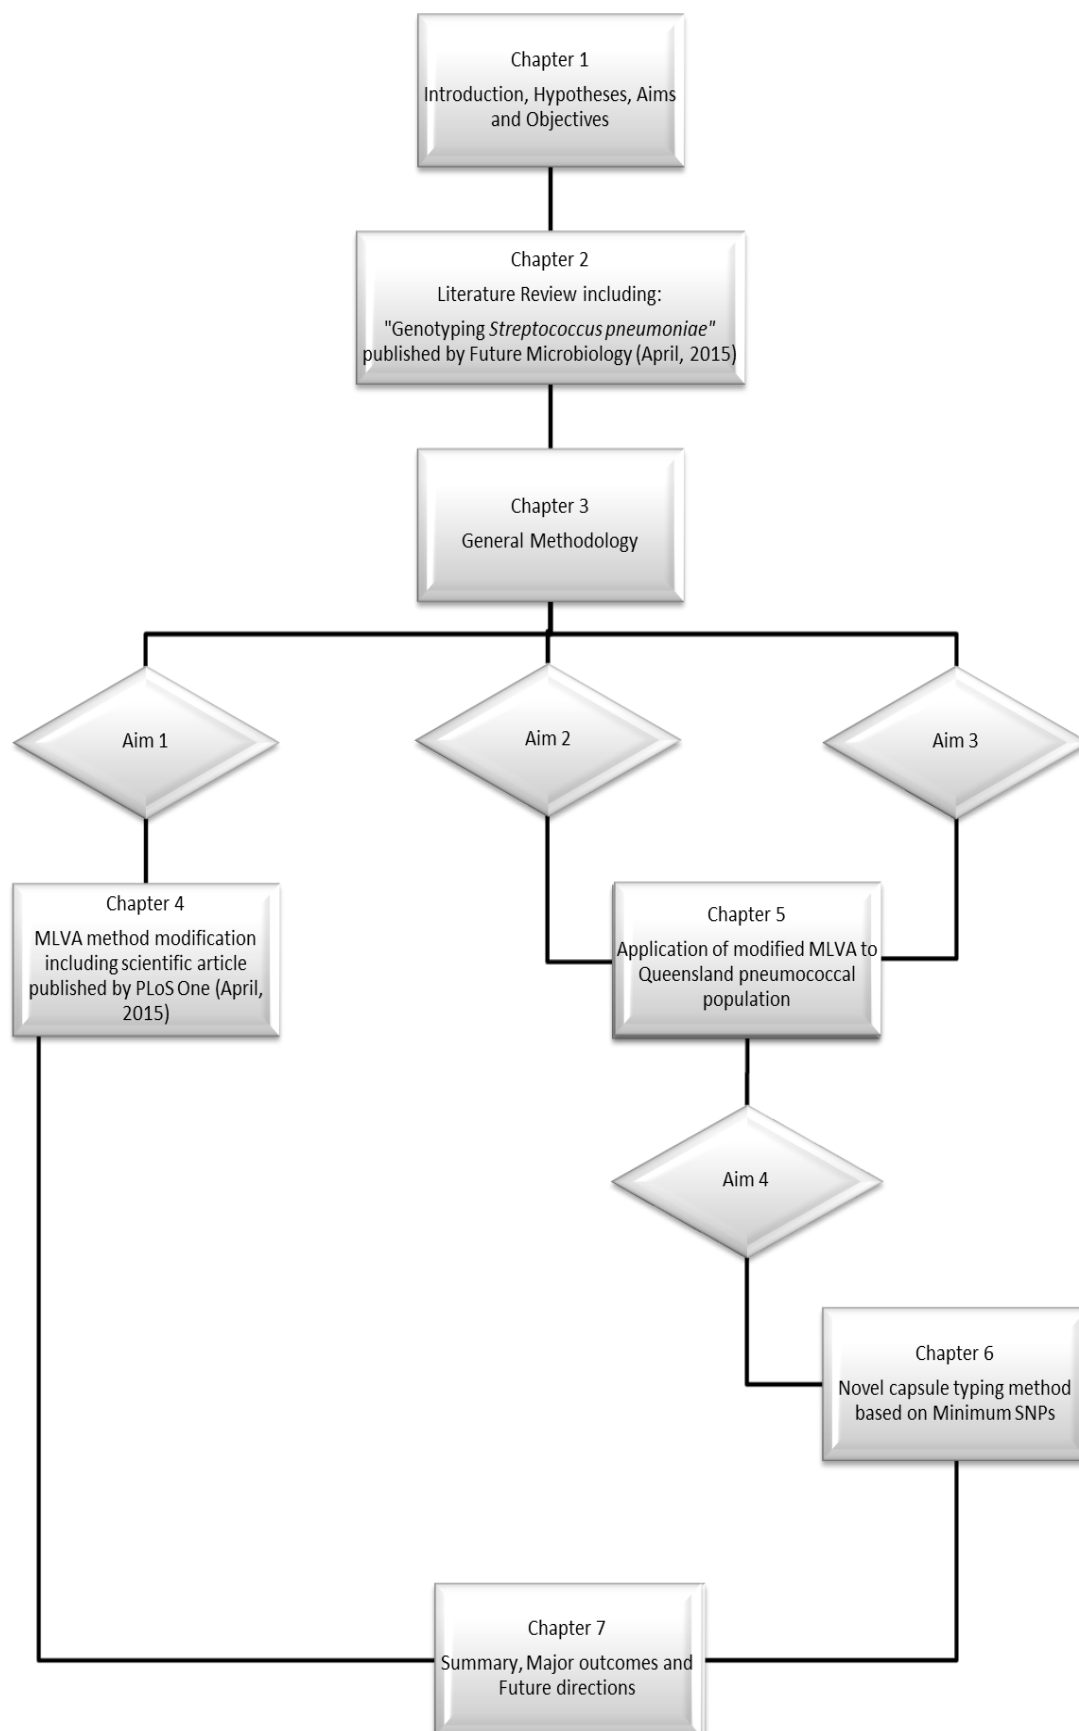 Chapter 1
Introduction, Hypotheses, Aims
and Objectives
Chapter 2
Literature Review including:
"Genotyping Streptococcus pneumoniae"
published by Future Microbiology (April, 2015)
Chapter 3
General Methodology
Aim 1
Aim 2
Aim 3
Chapter 4
MLVA method modification
including scientific article
published by PLoS One (April,
2015)
Chapter 5
Application of modified MLVA to
Queensland pneumococcal
population
Aim 4
Chapter 6
Novel capsule typing method
based on Minimum SNPs
Chapter 7
Summary, Major outcomes and
Future directions